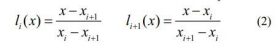 l_i(x) = \frac{x - x_{i+1}}{x_i - x_{i+1}}   l_{i+1}(x) = \frac{x - x_i}{x_{i+1} - x_i}   (2)